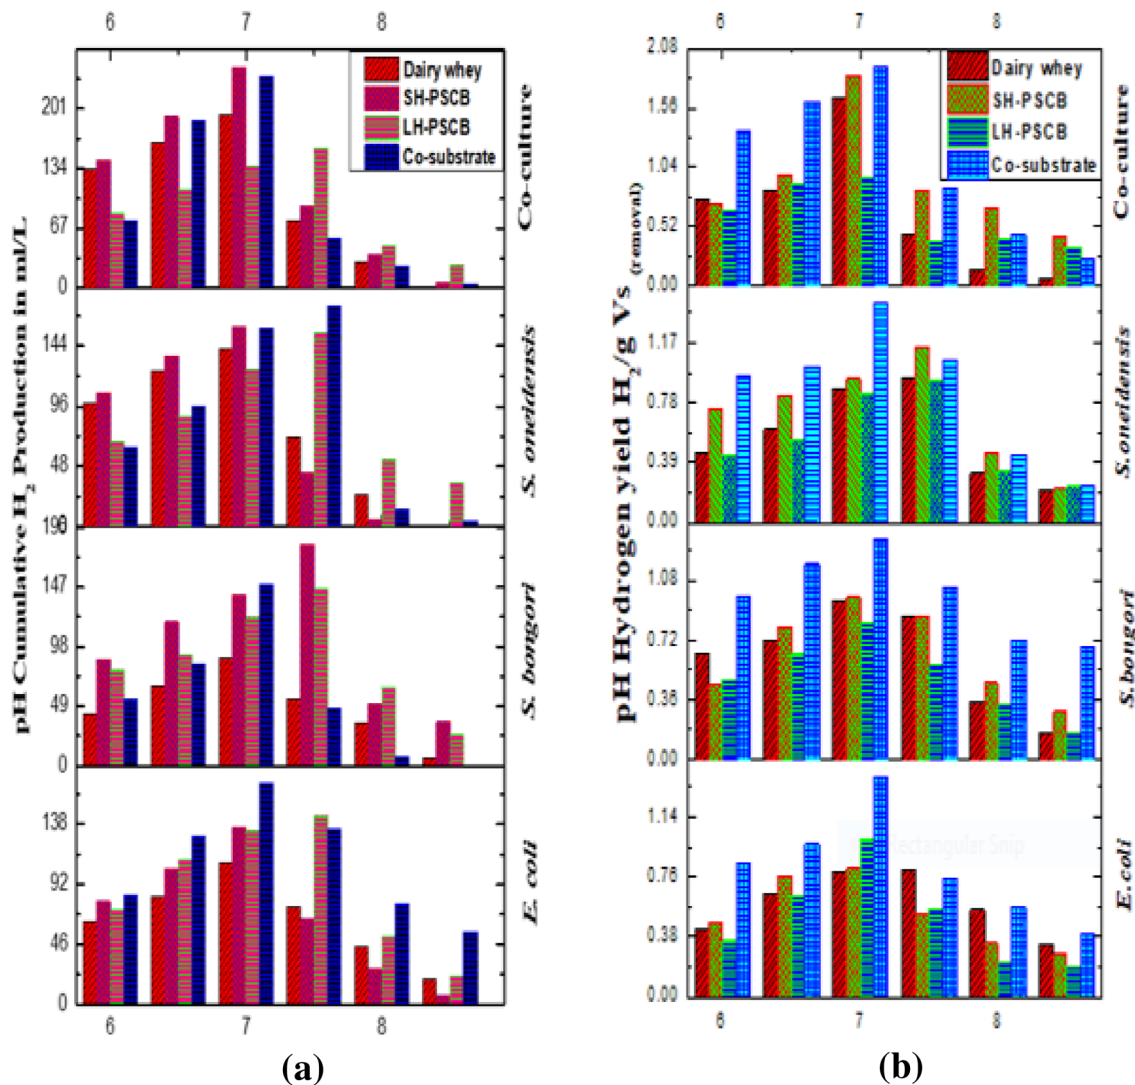 6 7 8
pH Cumulative H2 Production in ml/L
201
134
67
0
Dairy whey
SH-PSCB
LH-PSCB
Co-substrate
Co-culture
144
96
48
S. oneidensis
196
147
98
49
0
S. bongori
138
92
46
0
E. coli
6 7 8
(a)
6 7 8
pH Hydrogen yield H2/g Vs (removal)
2.08
1.56
1.04
0.52
0.00
Dairy whey
SH-PSCB
LH-PSCB
Co-substrate
Co-culture
1.17
0.78
0.39
0.00
S. oneidensis
1.08
0.72
0.36
0.00
S. bongori
1.14
0.76
0.38
0.00
ectangular Snip
E. coli
6 7 8
(b)